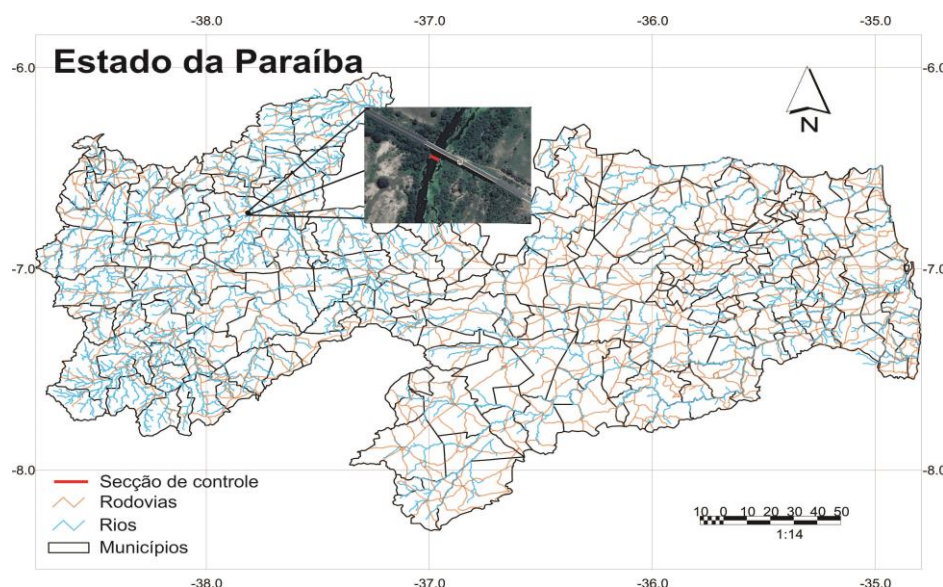 -38.0 -37.0 -36.0 -35.0
-6.0 Estado da Paraíba -6.0
N
-7.0 -7.0
-8.0 -8.0
Secção de controle
Rodovias
Rios
Municípios
10 0 10 20 30 40 50
1:14
-38.0 -37.0 -36.0 -35.0